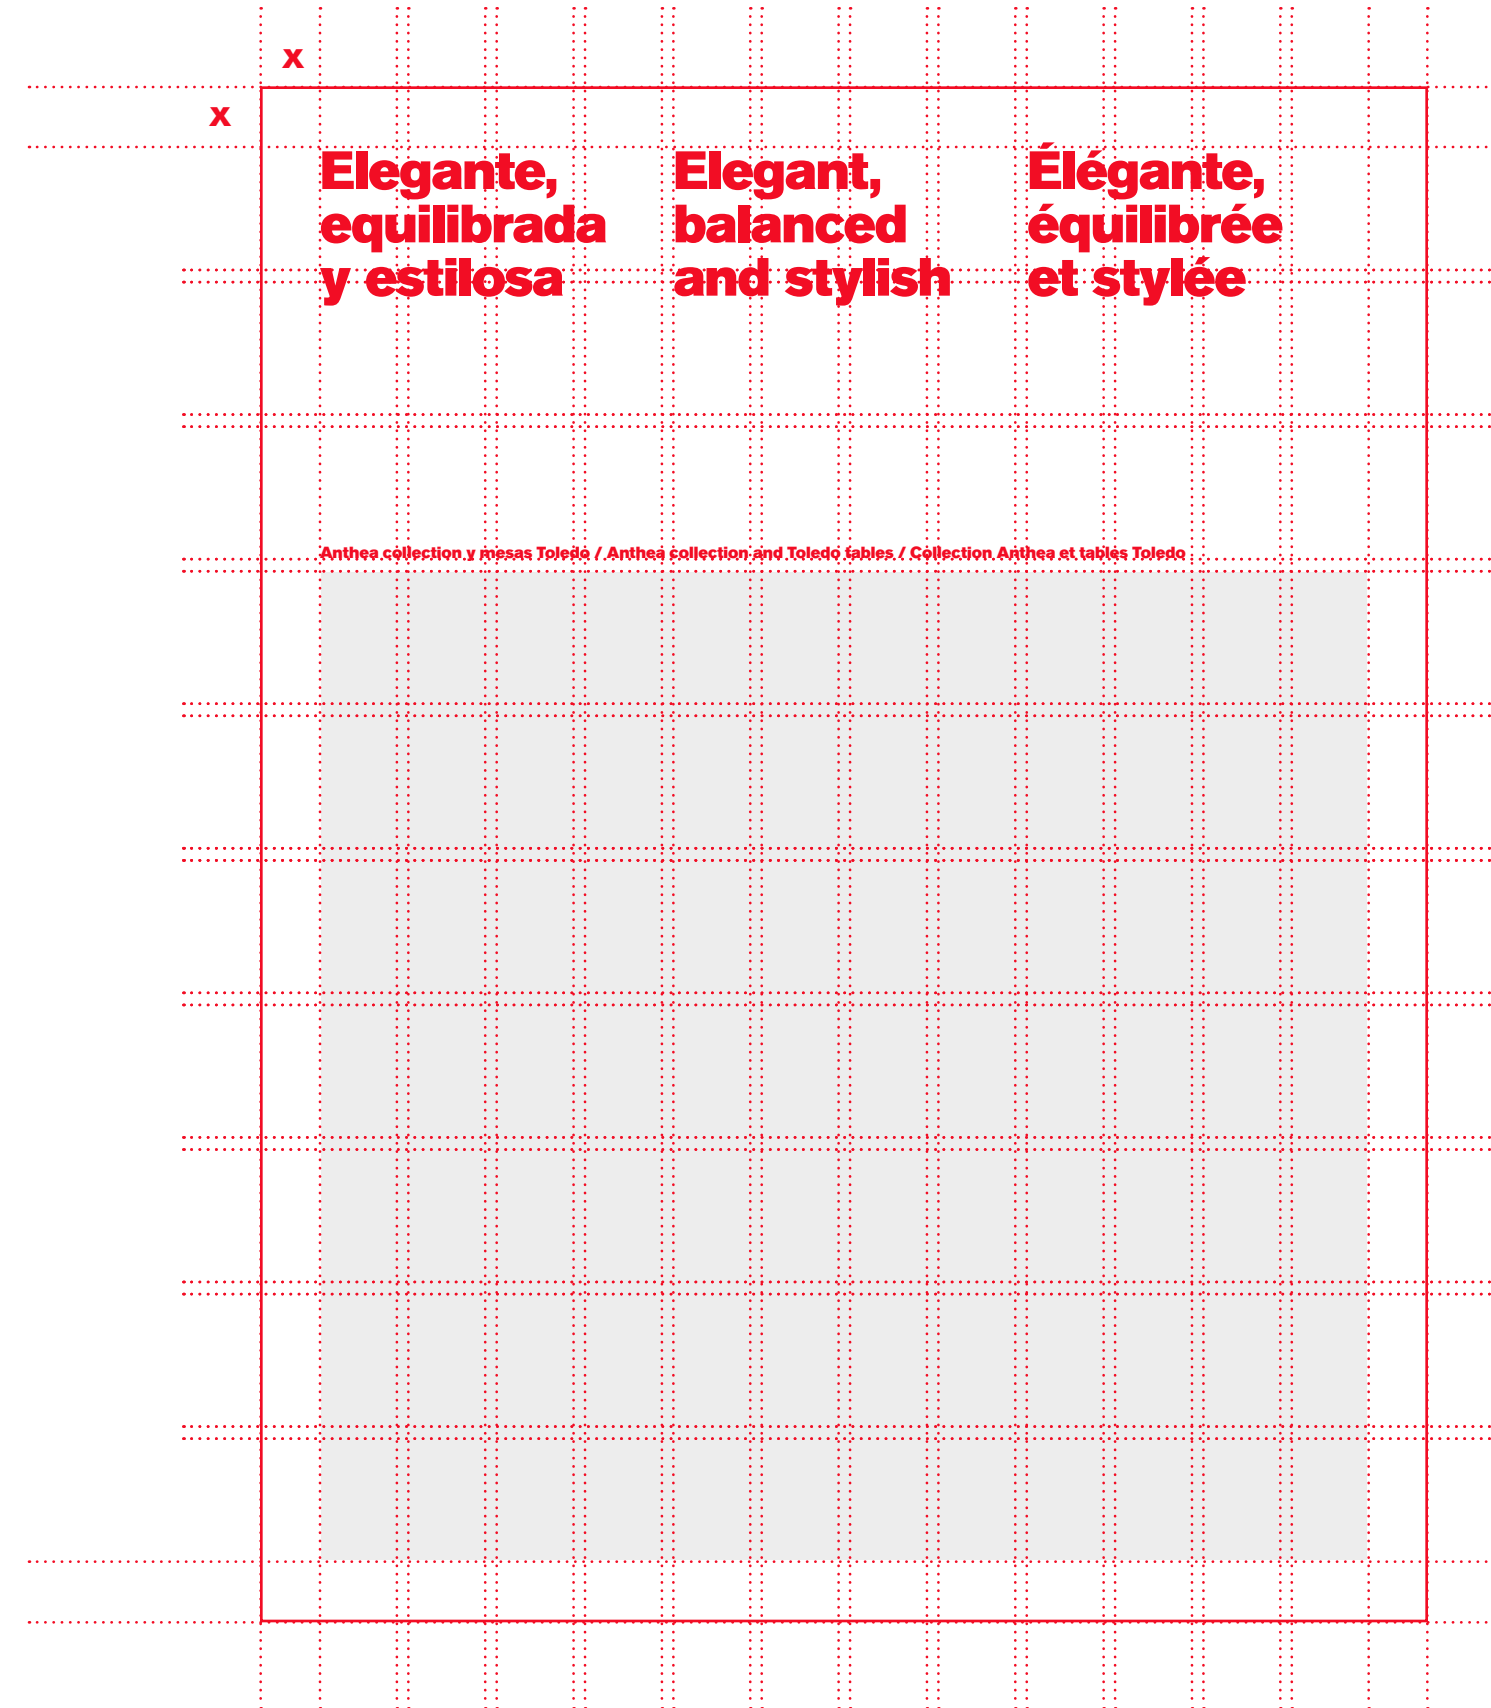 x
x
Elegante,
equilibrada
y estilosa
Elegant,
balanced
and stylish
Élégante,
équilibrée
et stylée
Anthea collection y mesas Toledo / Anthea collection and Toledo tables / Collection Anthea et tables Toledo